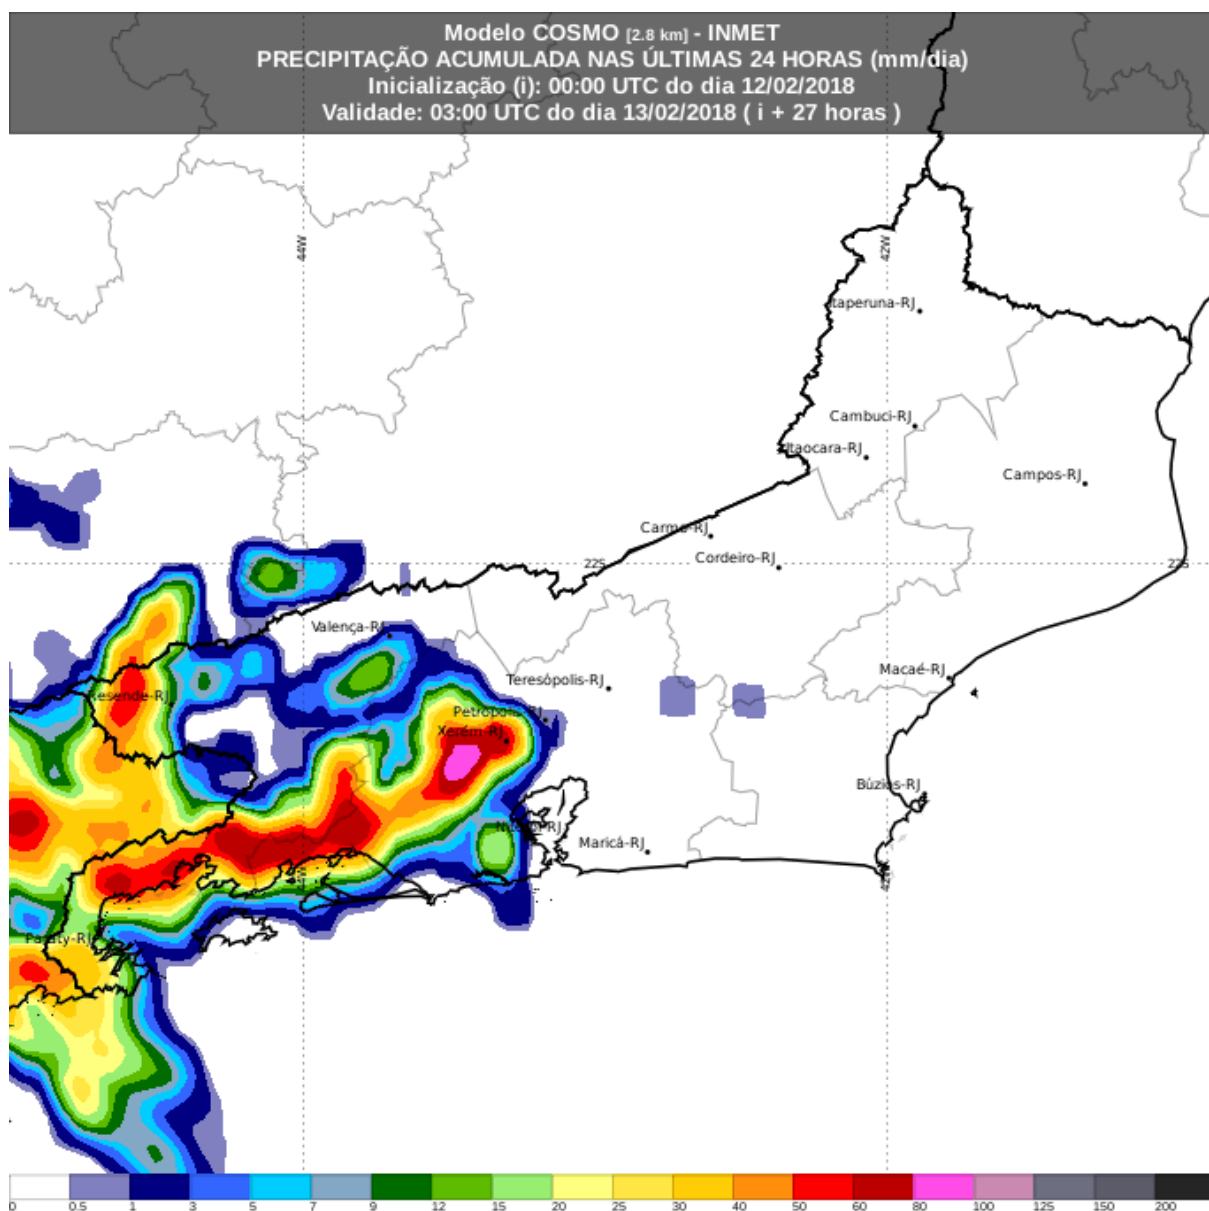 Modelo COSMO [2.8 km] - INMET
PRECIPITAÇÃO ACUMULADA NAS ÚLTIMAS 24 HORAS (mm/dia)
Inicialização (i): 00:00 UTC do dia 12/02/2018
Validade: 03:00 UTC do dia 13/02/2018 ( i + 27 horas )
44W
42W
taperuna-RJ
Cambuci-RJ
Itaocara-RJ
Campos-RJ
Carmo-RJ
Cordeiro-RJ
22S
22S
Valença-RJ
Macaé-RJ
Teresópolis-RJ
Resende-RJ
Petrópolis-RJ
Xerém-RJ
Búzios-RJ
Niterói-RJ
Maricá-RJ
44W
42W
Paraty-RJ
0 0.5 1 3 5 7 9 12 15 20 25 30 40 50 60 80 100 125 150 200